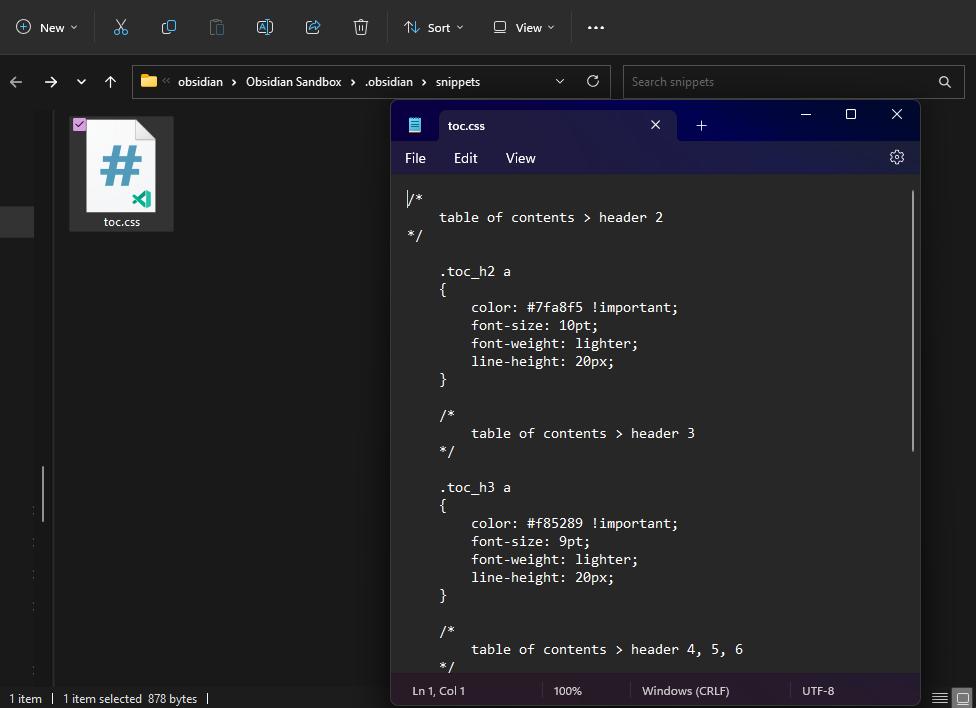 New
Sort
View
obsidian > Obsidian Sandbox > .obsidian > snippets
Search snippets
toc.css
toc.css
File
Edit
View
/*
table of contents > header 2
*/
.toc_h2 a
{
color: #7fa8f5 !important;
font-size: 10pt;
font-weight: lighter;
line-height: 20px;
}
/*
table of contents > header 3
*/
.toc_h3 a
{
color: #f85289 !important;
font-size: 9pt;
font-weight: lighter;
line-height: 20px;
}
/*
table of contents > header 4, 5, 6
*/
Ln 1, Col 1
100%
Windows (CRLF)
UTF-8
1 item
1 item selected 878 bytes